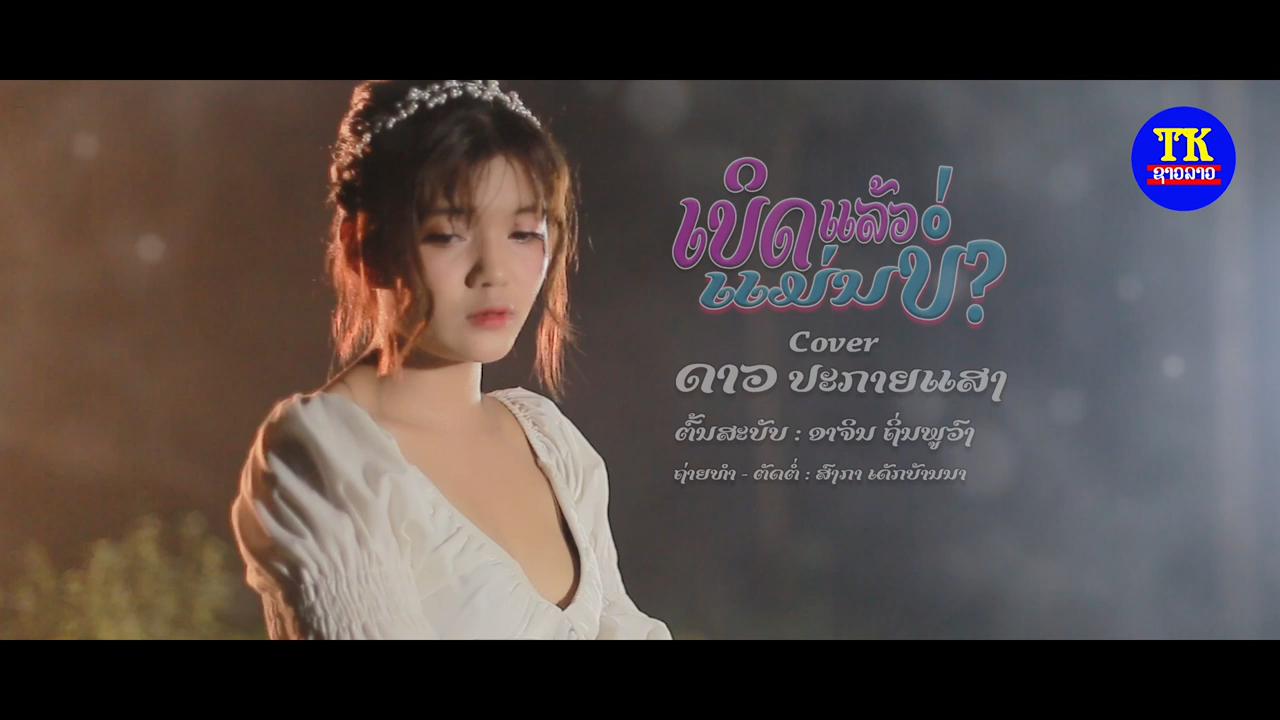 TK
ຊາວລາວ
ເບິດແລ້ວ
ແມ່ນບໍ່?
Cover
ດາວ ປະກາຍແສງ
ຕົ້ນສະບັບ : ອາຈິນ ຖິ່ນພູວົງ
ຖ່າຍທຳ - ຕັດຕໍ່ : ສົງກາ ເດັກບ້ານນາ